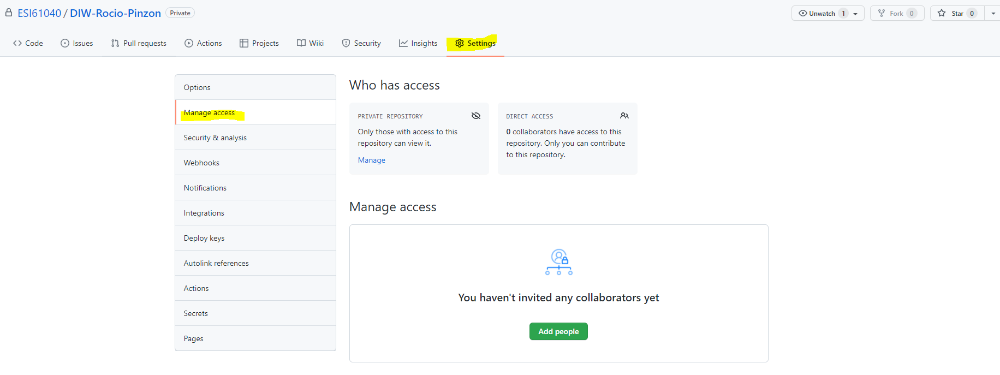 ESI61040 / DIW-Rocio-Pinzon Private Unwatch 1 Fork 0 Star 0
Code Issues Pull requests Actions Projects Wiki Security Insights Settings
Options
Manage access
Security & analysis
Webhooks
Notifications
Integrations
Deploy keys
Autolink references
Actions
Secrets
Pages
Who has access
PRIVATE REPOSITORY
Only those with access to this
repository can view it.
Manage
DIRECT ACCESS
0 collaborators have access to this
repository. Only you can contribute
to this repository.
Manage access
You haven't invited any collaborators yet
Add people